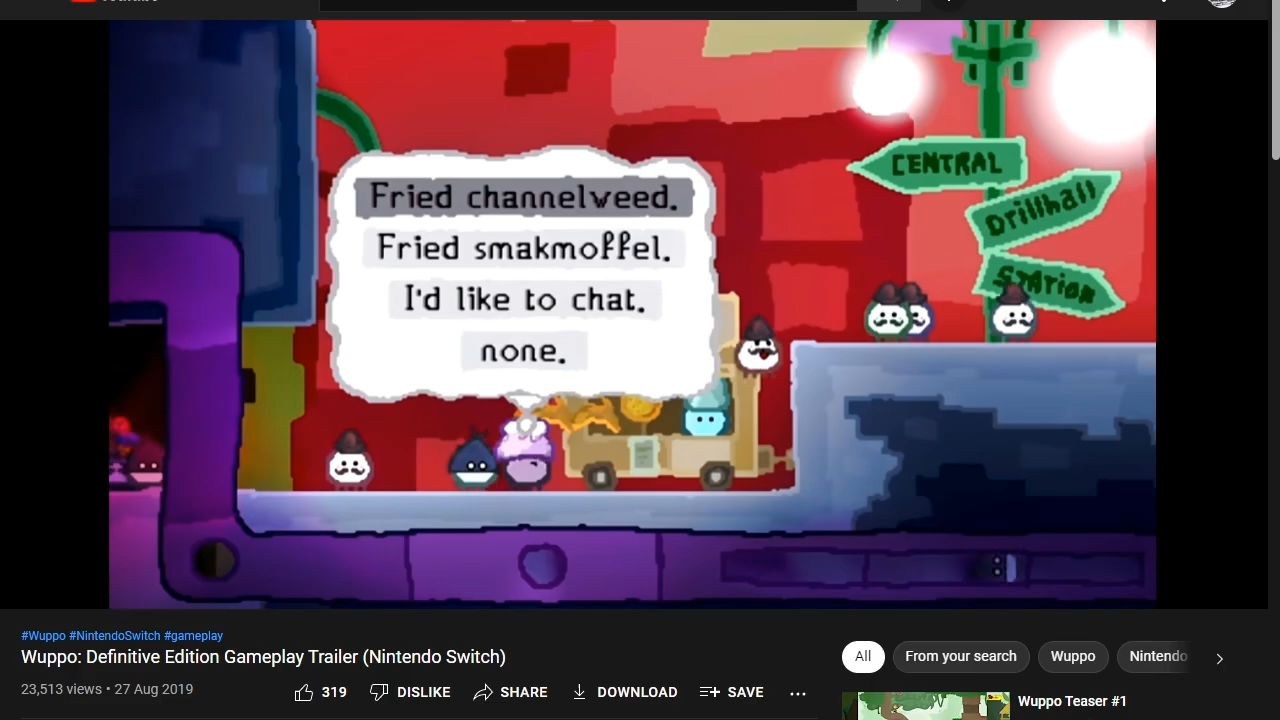 Fried channelweed.
Fried smakmoffel.
I'd like to chat.
none.
CENTRAL
Drillhall
STATION
#Wuppo #NintendoSwitch #gameplay
Wuppo: Definitive Edition Gameplay Trailer (Nintendo Switch)
23,513 views • 27 Aug 2019
319
DISLIKE
SHARE
DOWNLOAD
SAVE
All
From your search
Wuppo
Nintendo
Wuppo Teaser #1